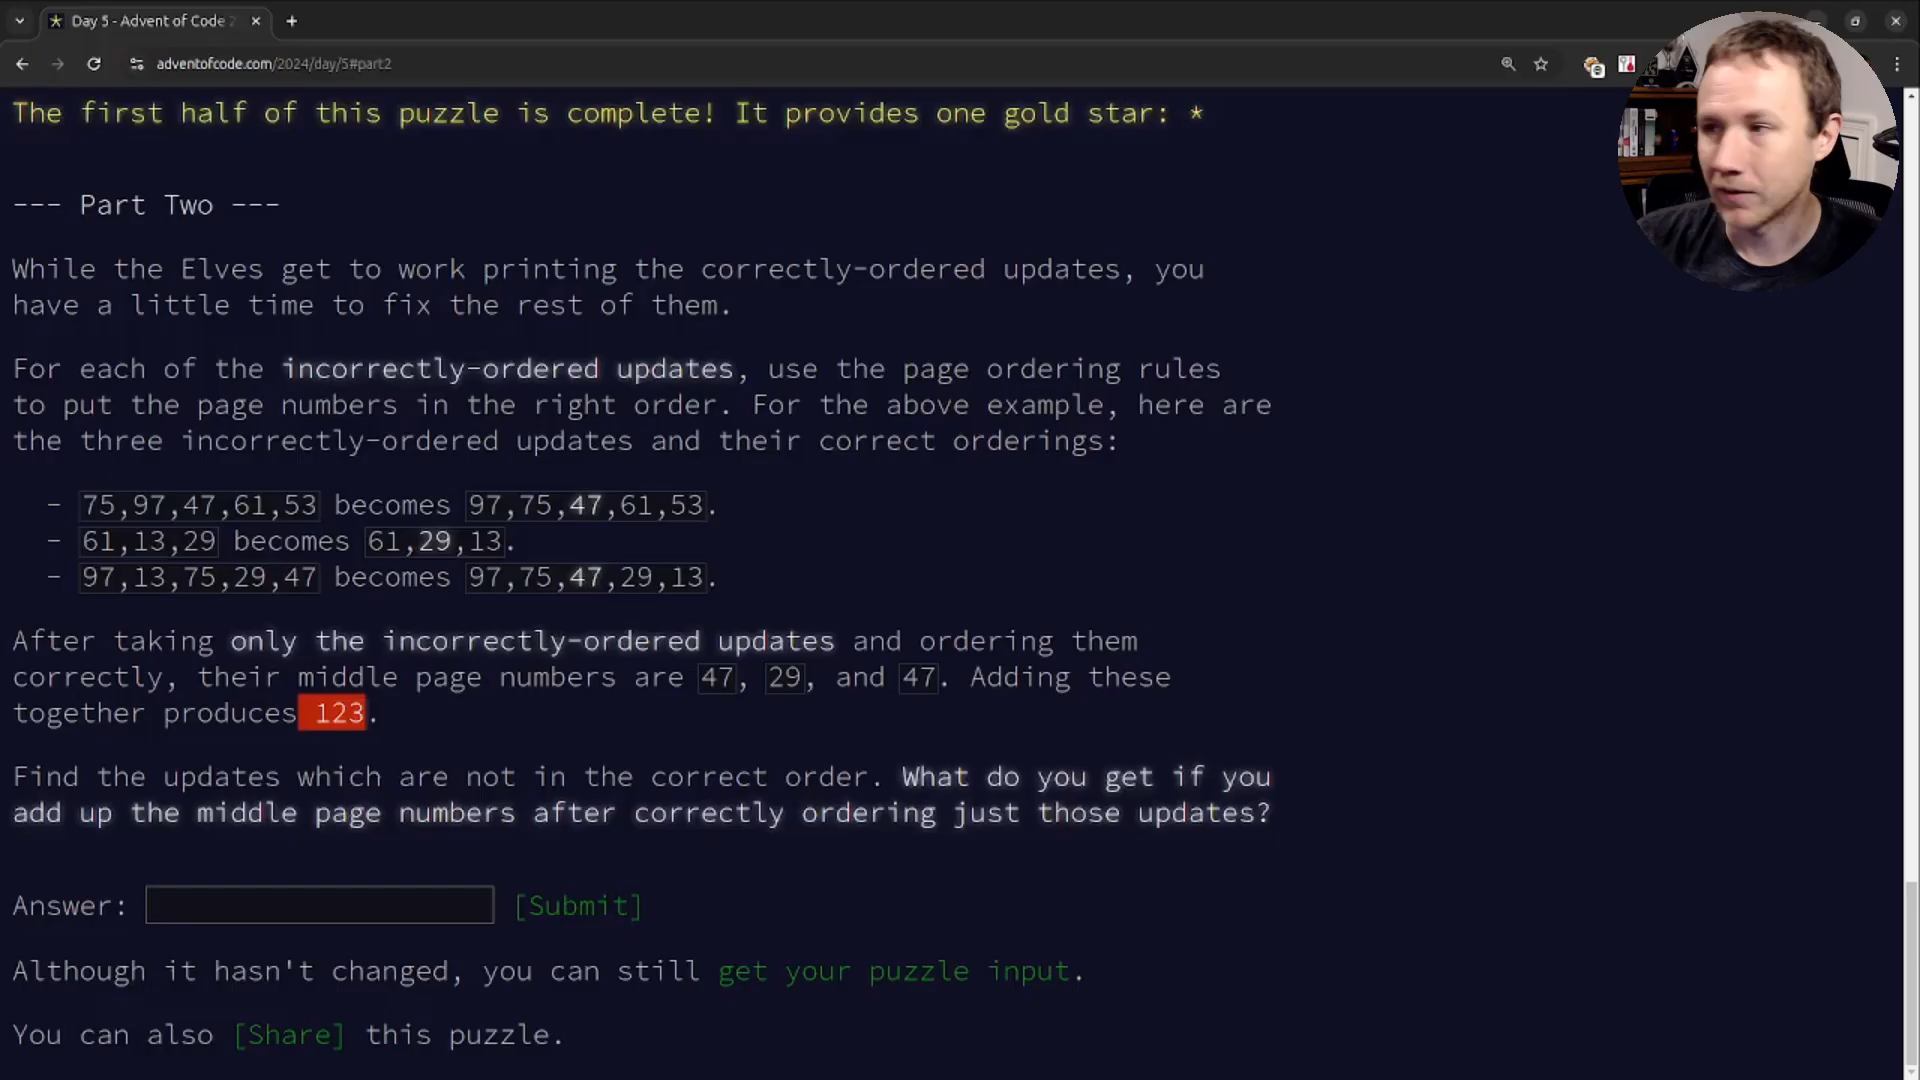 Day 5 - Advent of Code 2
adventofcode.com/2024/day/5#part2
The first half of this puzzle is complete! It provides one gold star: *
--- Part Two ---
While the Elves get to work printing the correctly-ordered updates, you
have a little time to fix the rest of them.
For each of the incorrectly-ordered updates, use the page ordering rules
to put the page numbers in the right order. For the above example, here are
the three incorrectly-ordered updates and their correct orderings:
- 75,97,47,61,53 becomes 97,75,47,61,53.
- 61,13,29 becomes 61,29,13.
- 97,13,75,29,47 becomes 97,75,47,29,13.
After taking only the incorrectly-ordered updates and ordering them
correctly, their middle page numbers are 47, 29, and 47. Adding these
together produces 123.
Find the updates which are not in the correct order. What do you get if you
add up the middle page numbers after correctly ordering just those updates?
Answer: [Submit]
Although it hasn't changed, you can still get your puzzle input.
You can also [Share] this puzzle.